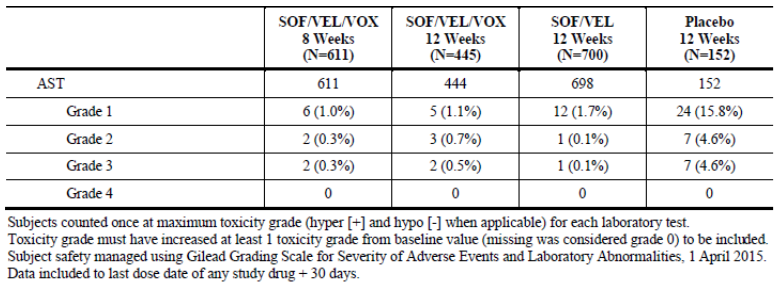 SOF/VEL/VOX 8 Weeks (N=611) SOF/VEL/VOX 12 Weeks (N=445) SOF/VEL 12 Weeks (N=700) Placebo 12 Weeks (N=152)
AST 611 444 698 152
Grade 1 6 (1.0%) 5 (1.1%) 12 (1.7%) 24 (15.8%)
Grade 2 2 (0.3%) 3 (0.7%) 1 (0.1%) 7 (4.6%)
Grade 3 2 (0.3%) 2 (0.5%) 1 (0.1%) 7 (4.6%)
Grade 4 0 0 0 0
Subjects counted once at maximum toxicity grade (hyper [+] and hypo [-] when applicable) for each laboratory test.
Toxicity grade must have increased at least 1 toxicity grade from baseline value (missing was considered grade 0) to be included.
Subject safety managed using Gilead Grading Scale for Severity of Adverse Events and Laboratory Abnormalities, 1 April 2015.
Data included to last dose date of any study drug + 30 days.